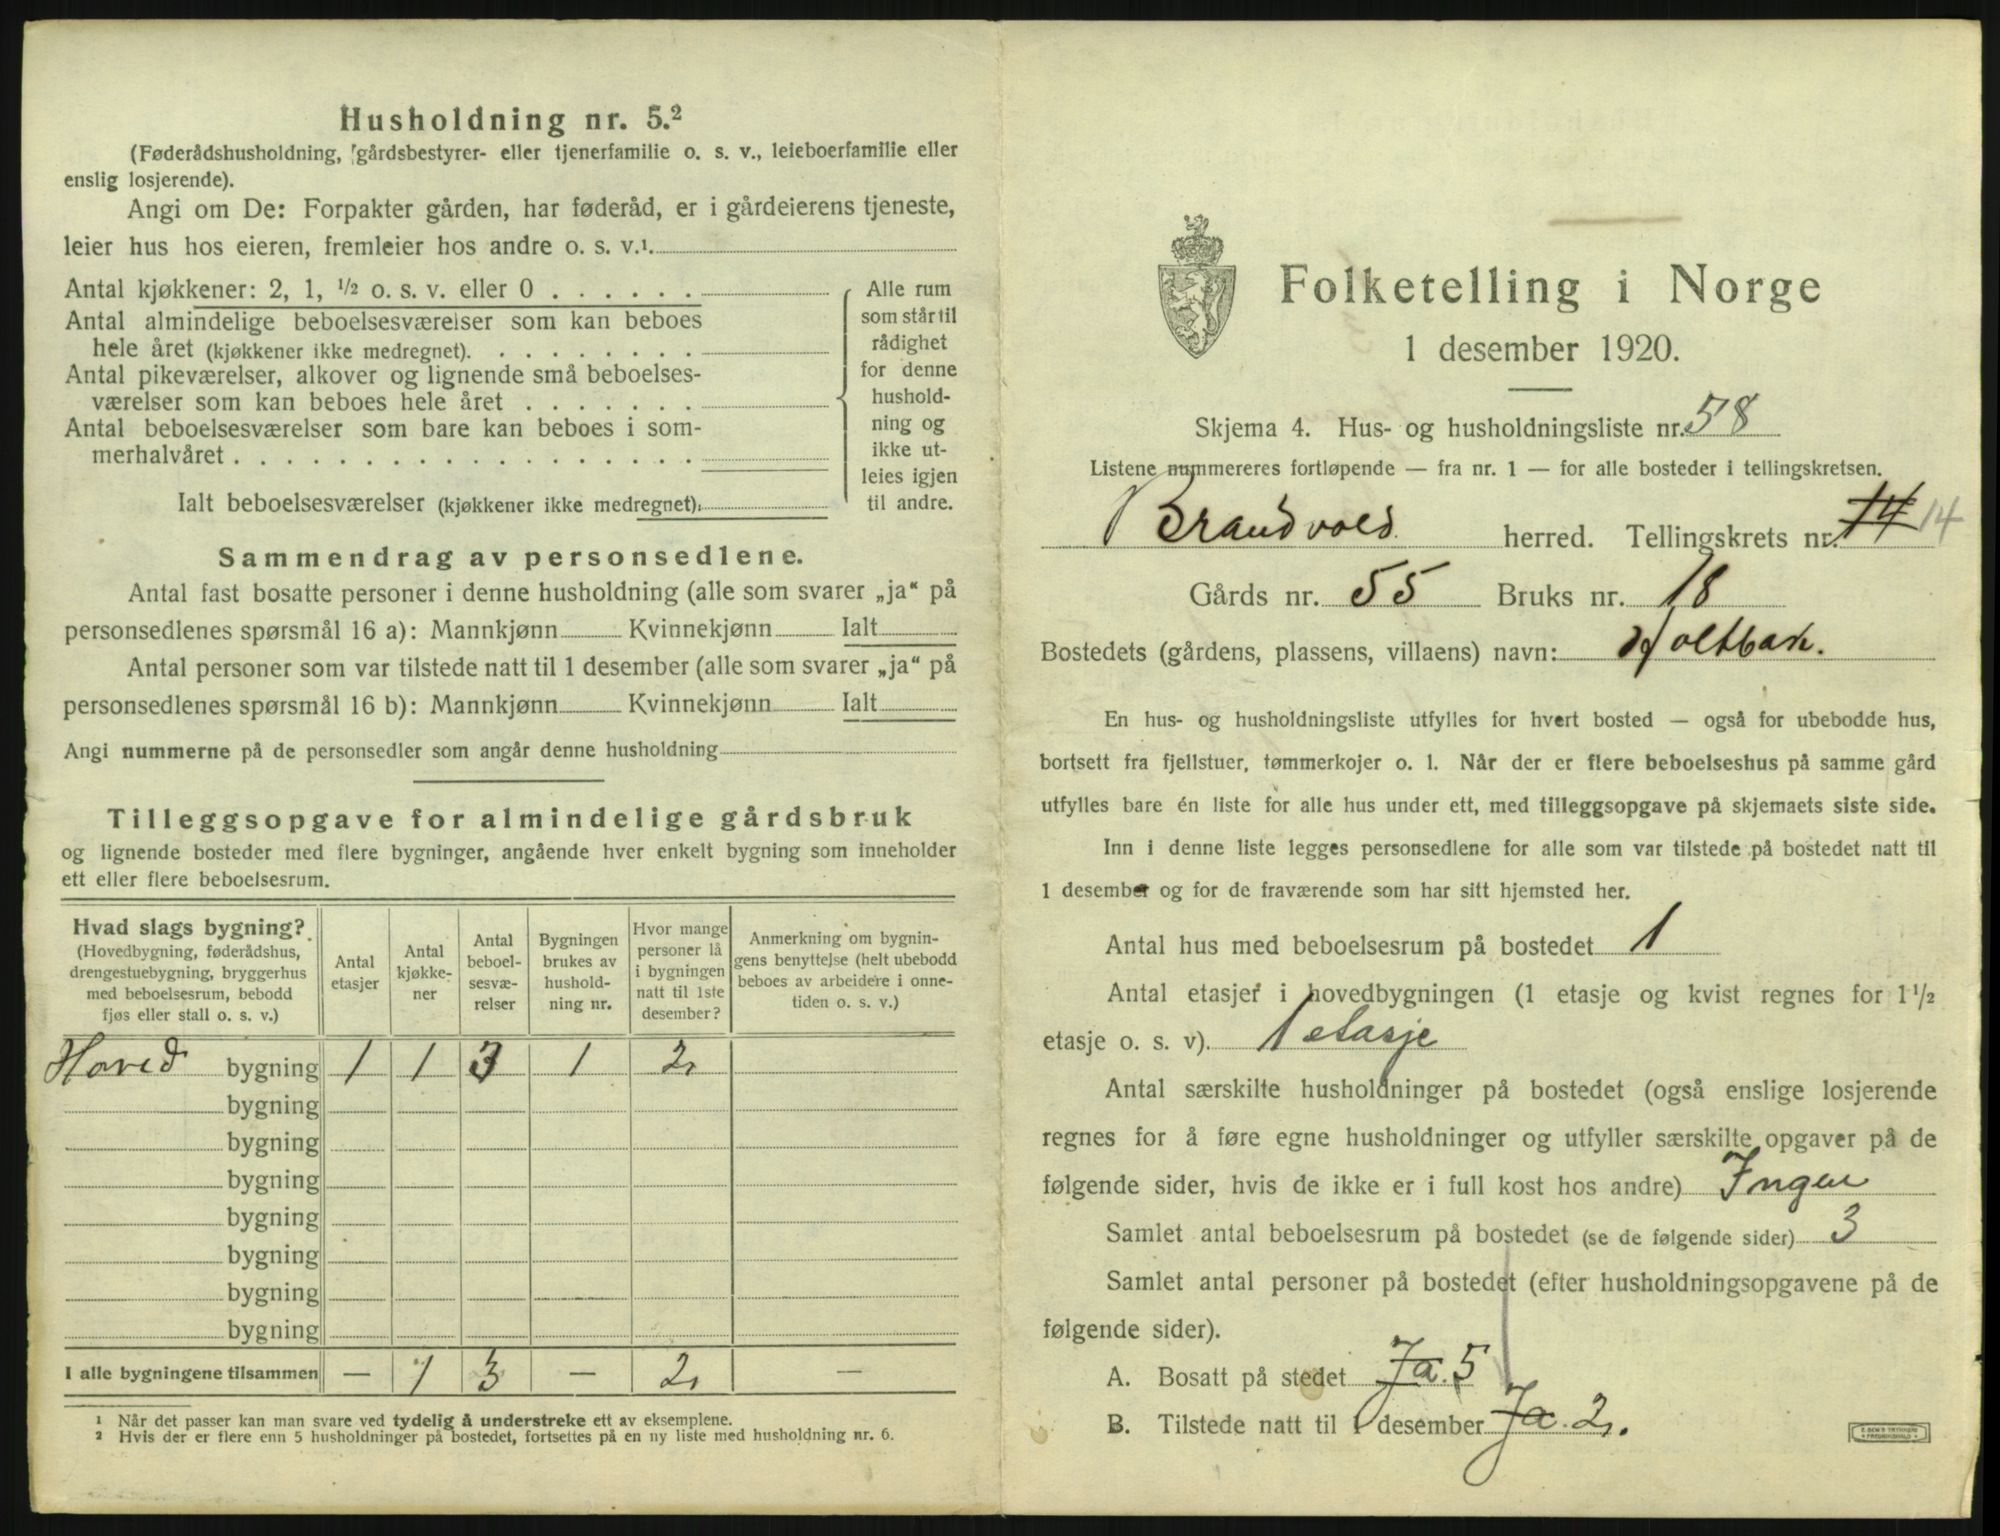 Husholdning nr. 5.²
(Føderådshusholdning, gårdsbestyrer- eller tjenerfamilie o. s. v., leieboerfamilie eller
enslig losjerende).
Angi om De: Forpakter gården, har føderåd, er i gårdeierens tjeneste,
leier hus hos eieren, fremleier hos andre o. s. v.¹
Antal kjøkkener: 2, 1, ½ o. s. v. eller 0 . . . . . .
Antal almindelige beboelsesværelser som kan beboes
hele året (kjøkkener ikke medregnet). . . . . . . .
Antal pikeværelser, alkover og lignende små beboelses-
værelser som kan beboes hele året . . . . . . .
Antal beboelsesværelser som bare kan beboes i som-
merhalvåret . . . . . . . . . . . . . . . . . .
Ialt beboelsesværelser (kjøkkener ikke medregnet):
Alle rum
som står til
rådighet
for denne
hushold-
ning og
ikke ut-
leies igjen
til andre.
Sammendrag av personsedlene.
Antal fast bosatte personer i denne husholdning (alle som svarer „ja“ på
personsedlenes spørsmål 16 a): Mannkjønn Kvinnekjønn Ialt
Antal personer som var tilstede natt til 1 desember (alle som svarer „ja“ på
personsedlenes spørsmål 16 b): Mannkjønn Kvinnekjønn Ialt
Angi nummerne på de personsedler som angår denne husholdning
Tilleggsopgave for almindelige gårdsbruk
og lignende bosteder med flere bygninger, angående hver enkelt bygning som inneholder
ett eller flere beboelsesrum.
Hvad slags bygning?
(Hovedbygning, føderådshus,
drengestuebygning, bryggerhus
med beboelsesrum, bebodd
fjøs eller stall o. s. v.)
Antal
etasjer
Antal
kjøkke-
ner
Antal
beboel-
sesvæ-
relser
Bygningen
brukes av
hushold-
ning nr.
Hvor mange
personer lå
i bygningen
natt til 1ste
desember?
Anmerkning om bygnin-
gens benyttelse (helt ubebodd
beboes av arbeidere i onne-
tiden o. s. v.)
Hoved bygning 1 1 3 1 2
bygning
bygning
bygning
bygning
bygning
bygning
bygning
I alle bygningene tilsammen — 1 3 — 2 —
¹ Når det passer kan man svare ved tydelig å understreke ett av eksemplene.
² Hvis der er flere enn 5 husholdninger på bostedet, fortsettes på en ny liste med husholdning nr. 6.
Folketelling i Norge
1 desember 1920.
Skjema 4. Hus- og husholdningsliste nr. 58
Listene nummereres fortløpende — fra nr. 1 — for alle bosteder i tellingskretsen.
Brandvold herred. Tellingskrets nr. 14 14
Gårds nr. 55 Bruks nr. 18
Bostedets (gårdens, plassens, villaens) navn: Holtbak.
En hus- og husholdningsliste utfylles for hvert bosted — også for ubebodde hus,
bortsett fra fjellstuer, tømmerkojer o. l. Når der er flere beboelseshus på samme gård
utfylles bare én liste for alle hus under ett, med tilleggsopgave på skjemaets siste side.
Inn i denne liste legges personsedlene for alle som var tilstede på bostedet natt til
1 desember og for de fraværende som har sitt hjemsted her.
Antal hus med beboelsesrum på bostedet 1
Antal etasjer i hovedbygningen (1 etasje og kvist regnes for 1½
etasje o. s. v). 1 etasje
Antal særskilte husholdninger på bostedet (også enslige losjerende
regnes for å føre egne husholdninger og utfyller særskilte opgaver på de
følgende sider, hvis de ikke er i full kost hos andre) Ingen
Samlet antal beboelsesrum på bostedet (se de følgende sider) 3
Samlet antal personer på bostedet (efter husholdningsopgavene på de
følgende sider).
A. Bosatt på stedet Ja. 5
B. Tilstede natt til 1 desember Ja. 2.